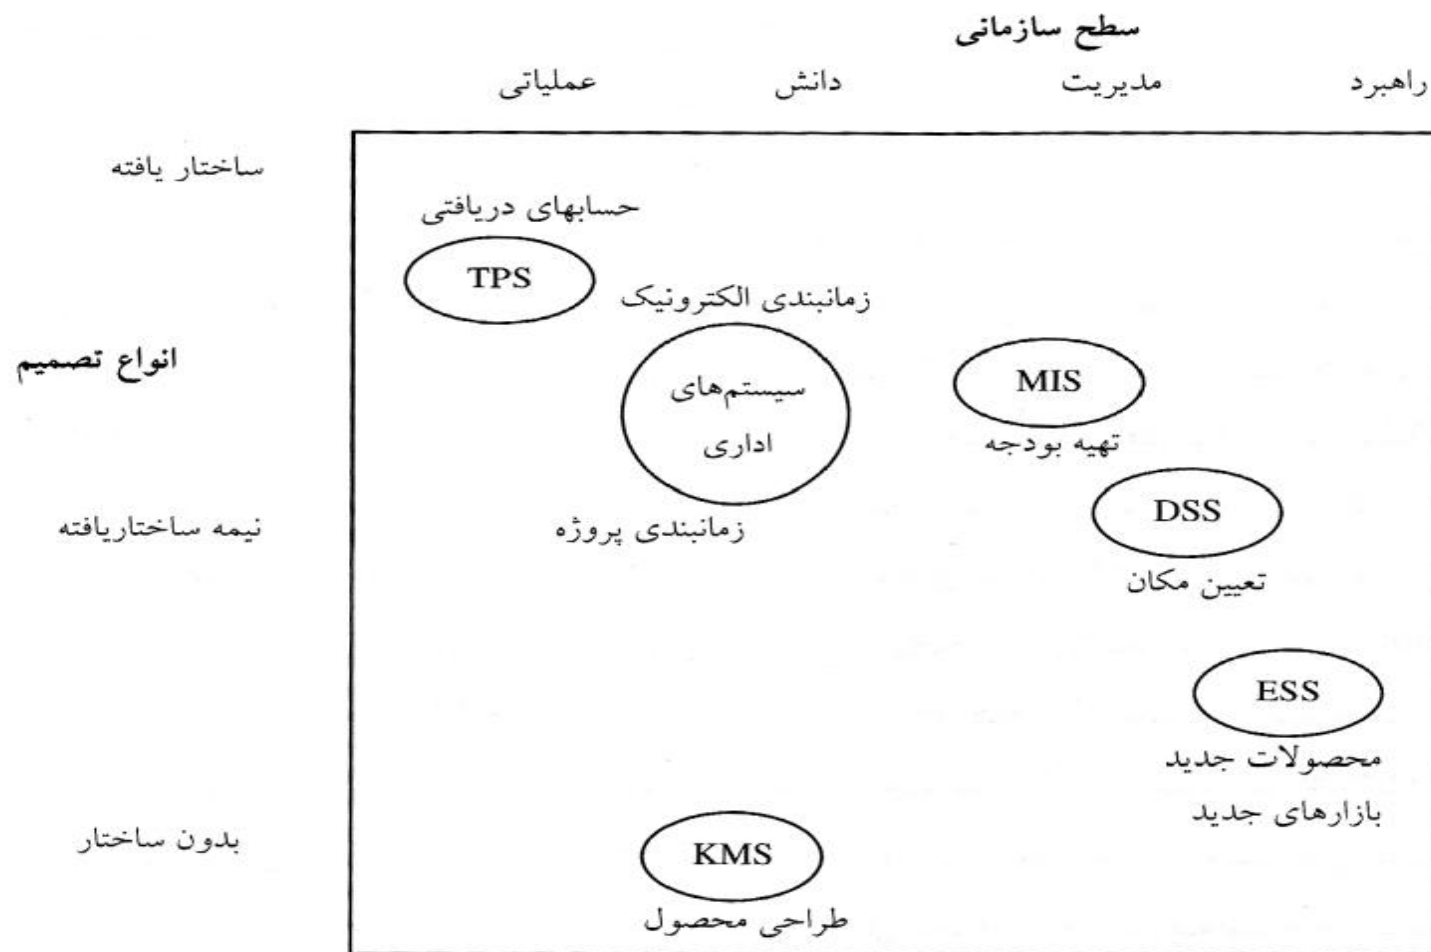 سطح سازمانی
راهبرد مدیریت دانش عملیاتی
ساختار یافته
حسابهای دریافتی
TPS
زمانبندی الکترونیک
انواع تصمیم
سیستم‌های
اداری
MIS
تهیه بودجه
DSS
نیمه ساختاریافته
زمانبندی پروژه
تعیین مکان
ESS
محصولات جدید
بازارهای جدید
بدون ساختار
KMS
طراحی محصول